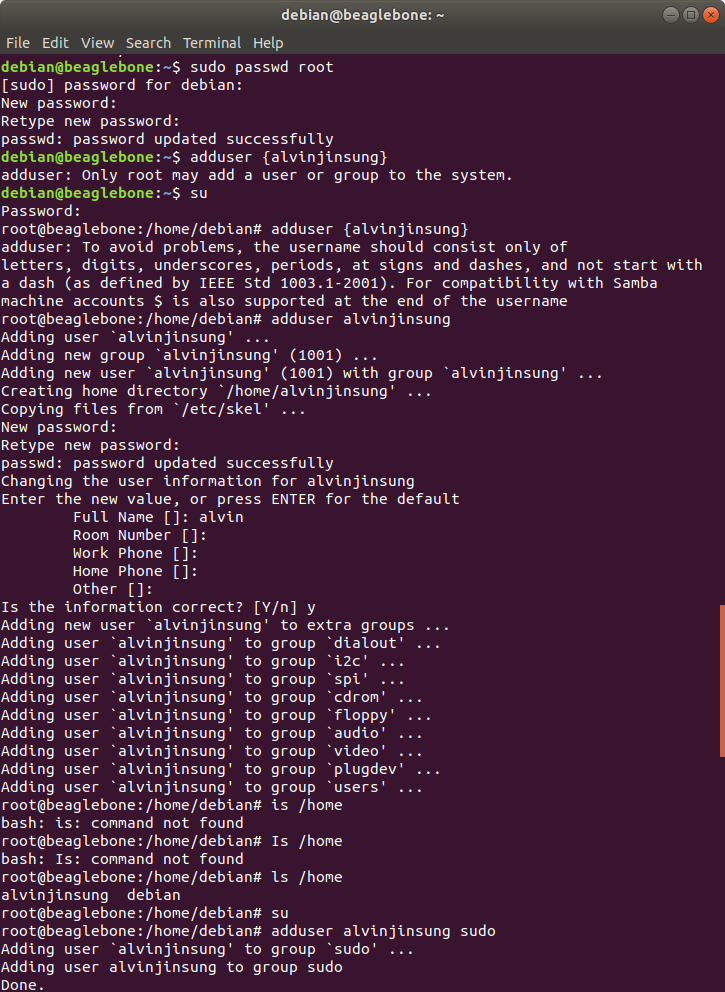 debian@beaglebone: ~
File Edit View Search Terminal Help
debian@beaglebone:~$ sudo passwd root
[sudo] password for debian:
New password:
Retype new password:
passwd: password updated successfully
debian@beaglebone:~$ adduser {alvinjinsung}
adduser: Only root may add a user or group to the system.
debian@beaglebone:~$ su
Password:
root@beaglebone:/home/debian# adduser {alvinjinsung}
adduser: To avoid problems, the username should consist only of
letters, digits, underscores, periods, at signs and dashes, and not start with
a dash (as defined by IEEE Std 1003.1-2001). For compatibility with Samba
machine accounts $ is also supported at the end of the username
root@beaglebone:/home/debian# adduser alvinjinsung
Adding user `alvinjinsung' ...
Adding new group `alvinjinsung' (1001) ...
Adding new user `alvinjinsung' (1001) with group `alvinjinsung' ...
Creating home directory `/home/alvinjinsung' ...
Copying files from `/etc/skel' ...
New password:
Retype new password:
passwd: password updated successfully
Changing the user information for alvinjinsung
Enter the new value, or press ENTER for the default
Full Name []: alvin
Room Number []:
Work Phone []:
Home Phone []:
Other []:
Is the information correct? [Y/n] y
Adding new user `alvinjinsung' to extra groups ...
Adding user `alvinjinsung' to group `dialout' ...
Adding user `alvinjinsung' to group `i2c' ...
Adding user `alvinjinsung' to group `spi' ...
Adding user `alvinjinsung' to group `cdrom' ...
Adding user `alvinjinsung' to group `floppy' ...
Adding user `alvinjinsung' to group `audio' ...
Adding user `alvinjinsung' to group `video' ...
Adding user `alvinjinsung' to group `plugdev' ...
Adding user `alvinjinsung' to group `users' ...
root@beaglebone:/home/debian# is /home
bash: is: command not found
root@beaglebone:/home/debian# Is /home
bash: Is: command not found
root@beaglebone:/home/debian# ls /home
alvinjinsung  debian
root@beaglebone:/home/debian# su
root@beaglebone:/home/debian# adduser alvinjinsung sudo
Adding user `alvinjinsung' to group `sudo' ...
Adding user alvinjinsung to group sudo
Done.